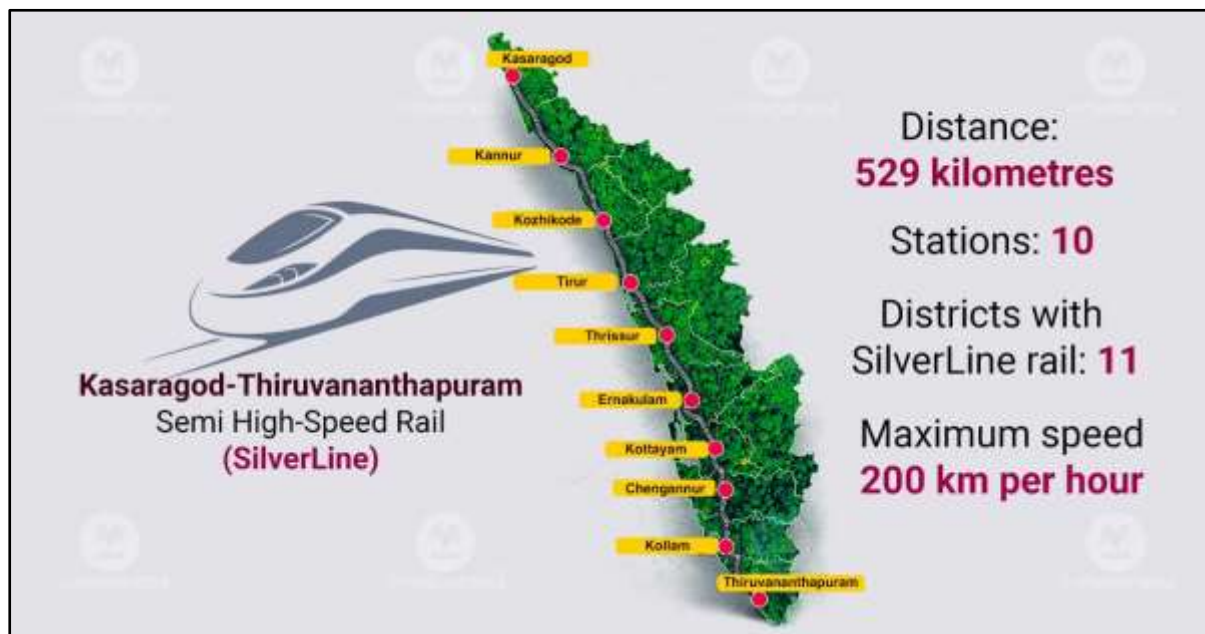 Kasaragod
Kannur
Kozhikode
Tirur
Thrissur
Ernakulam
Kottayam
Chengannur
Kollam
Thiruvananthapuram
Kasaragod-Thiruvananthapuram
Semi High-Speed Rail
(SilverLine)
Distance:
529 kilometres
Stations: 10
Districts with
SilverLine rail: 11
Maximum speed
200 km per hour